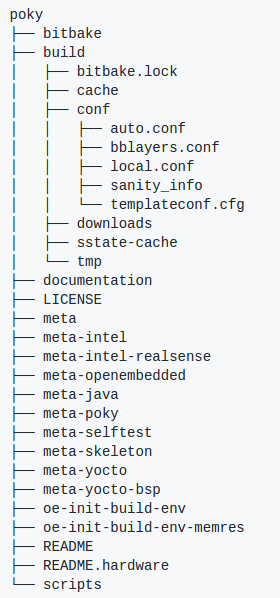 poky
├── bitbake
├── build
│   ├── bitbake.lock
│   ├── cache
│   ├── conf
│   │   ├── auto.conf
│   │   ├── bblayers.conf
│   │   ├── local.conf
│   │   ├── sanity_info
│   │   └── templateconf.cfg
│   ├── downloads
│   ├── sstate-cache
│   └── tmp
├── documentation
├── LICENSE
├── meta
├── meta-intel
├── meta-intel-realsense
├── meta-openembedded
├── meta-java
├── meta-poky
├── meta-selftest
├── meta-skeleton
├── meta-yocto
├── meta-yocto-bsp
├── oe-init-build-env
├── oe-init-build-env-memres
├── README
├── README.hardware
└── scripts